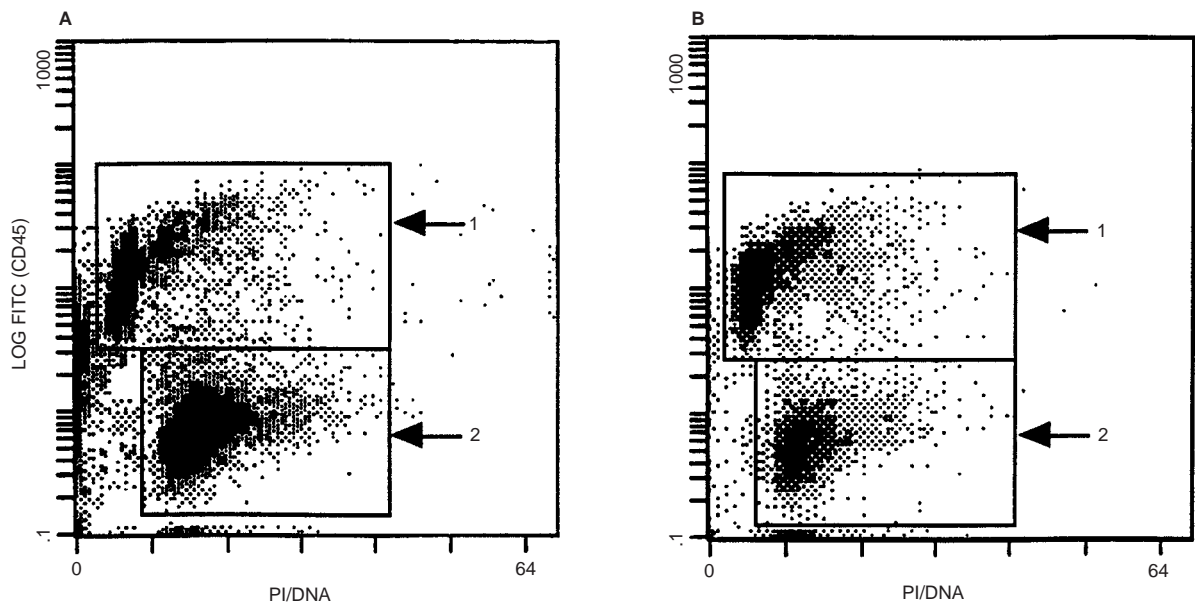 A
1000
LOG FITC (CD45)
.1
0
64
PI/DNA
1
2
B
1000
.1
0
64
PI/DNA
1
2